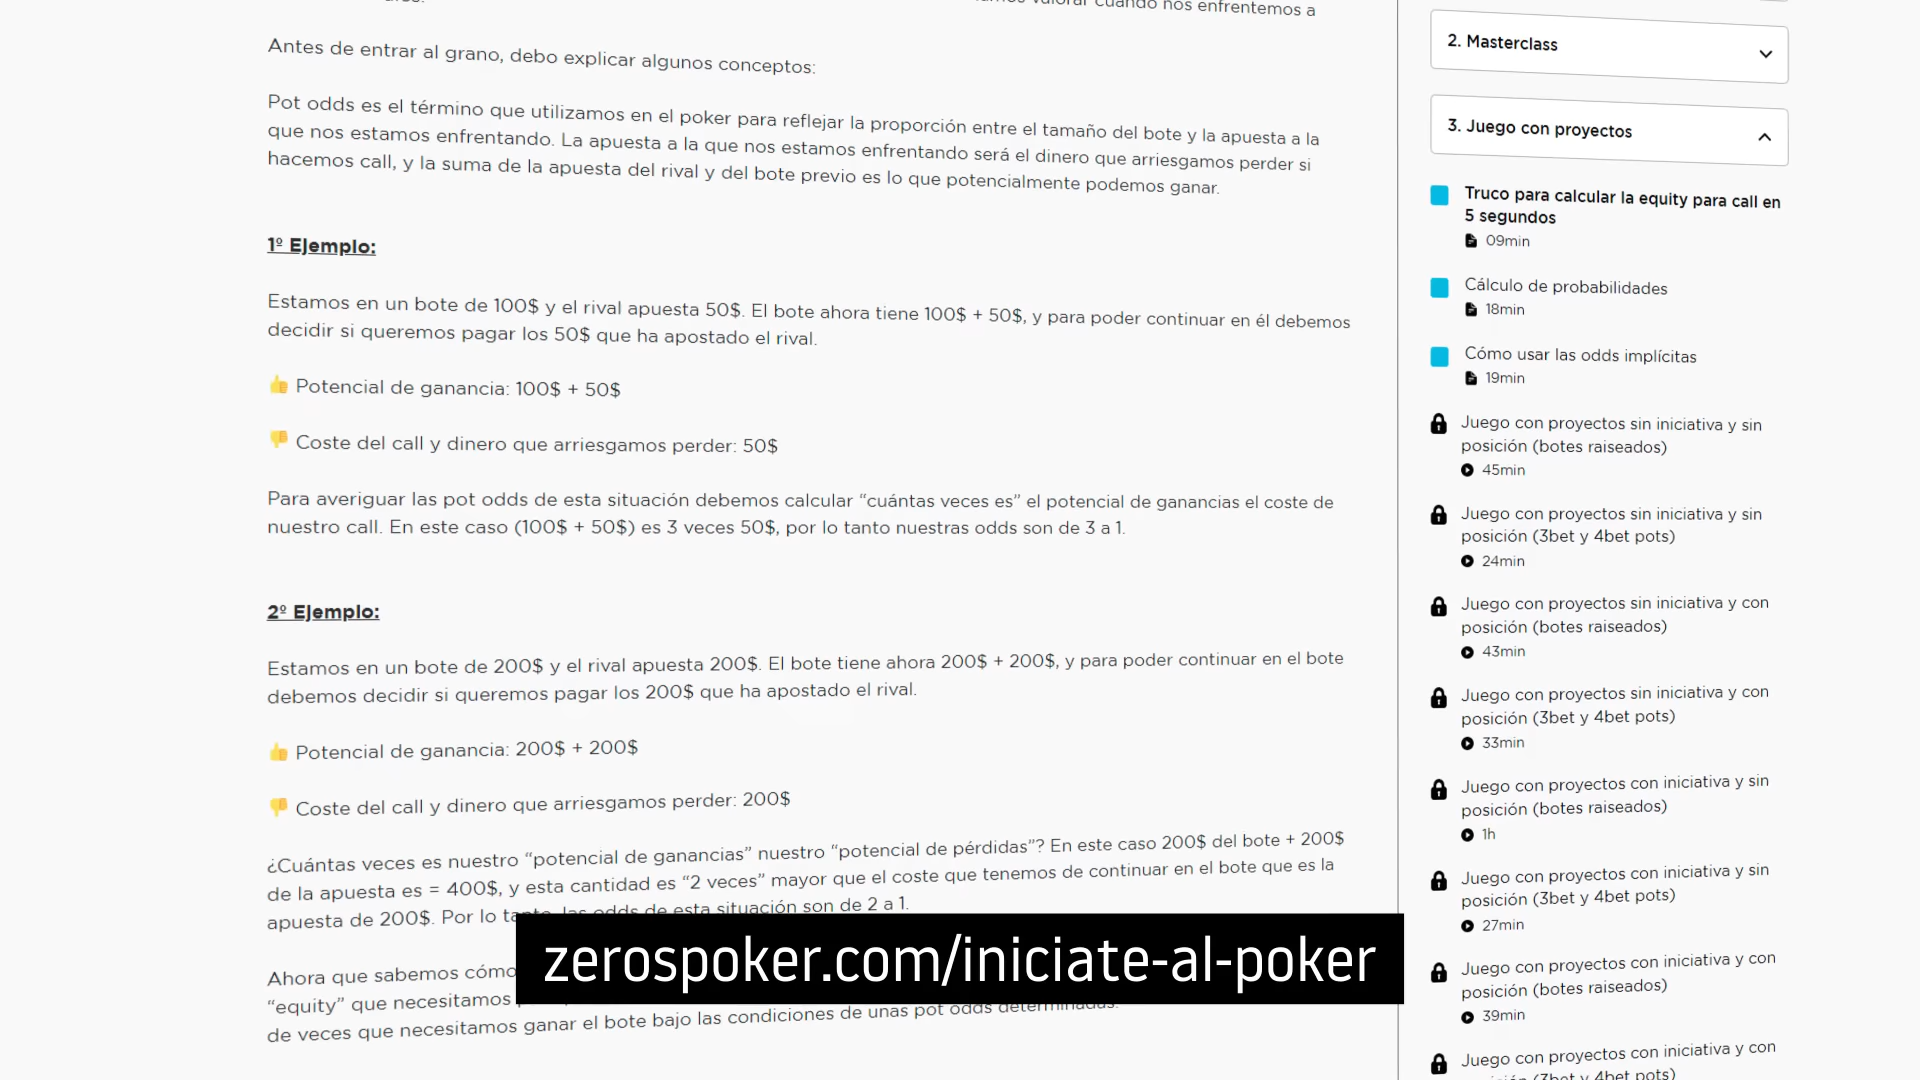 cuando nos enfrentemos a
Antes de entrar al grano, debo explicar algunos conceptos:
Pot odds es el término que utilizamos en el poker para reflejar la proporción entre el tamaño del bote y la apuesta a la
que nos estamos enfrentando. La apuesta a la que nos estamos enfrentando será el dinero que arriesgamos perder si
hacemos call, y la suma de la apuesta del rival y del bote previo es lo que potencialmente podemos ganar.
1º Ejemplo:
Estamos en un bote de 100$ y el rival apuesta 50$. El bote ahora tiene 100$ + 50$, y para poder continuar en él debemos
decidir si queremos pagar los 50$ que ha apostado el rival.
👍 Potencial de ganancia: 100$ + 50$
👎 Coste del call y dinero que arriesgamos perder: 50$
Para averiguar las pot odds de esta situación debemos calcular “cuántas veces es” el potencial de ganancias el coste de
nuestro call. En este caso (100$ + 50$) es 3 veces 50$, por lo tanto nuestras odds son de 3 a 1.
2º Ejemplo:
Estamos en un bote de 200$ y el rival apuesta 200$. El bote tiene ahora 200$ + 200$, y para poder continuar en el bote
debemos decidir si queremos pagar los 200$ que ha apostado el rival.
👍 Potencial de ganancia: 200$ + 200$
👎 Coste del call y dinero que arriesgamos perder: 200$
¿Cuántas veces es nuestro “potencial de ganancias” nuestro “potencial de pérdidas”? En este caso 200$ del bote + 200$
de la apuesta es = 400$, y esta cantidad es “2 veces” mayor que el coste que tenemos de continuar en el bote que es la
apuesta de 200$. Por lo tanto, las odds de esta situación son de 2 a 1.
Ahora que sabemos cómo
“equity” que necesitamos
de veces que necesitamos ganar el bote bajo las condiciones de unas pot odds determinadas.
zerospoker.com/iniciate-al-poker
2. Masterclass
3. Juego con proyectos
Truco para calcular la equity para call en
5 segundos
09min
Cálculo de probabilidades
18min
Cómo usar las odds implícitas
19min
Juego con proyectos sin iniciativa y sin
posición (botes raiseados)
45min
Juego con proyectos sin iniciativa y sin
posición (3bet y 4bet pots)
24min
Juego con proyectos sin iniciativa y con
posición (botes raiseados)
43min
Juego con proyectos sin iniciativa y con
posición (3bet y 4bet pots)
33min
Juego con proyectos con iniciativa y sin
posición (botes raiseados)
1h
Juego con proyectos con iniciativa y sin
posición (3bet y 4bet pots)
27min
Juego con proyectos con iniciativa y con
posición (botes raiseados)
39min
Juego con proyectos con iniciativa y con
posición (3bet y 4bet pots)